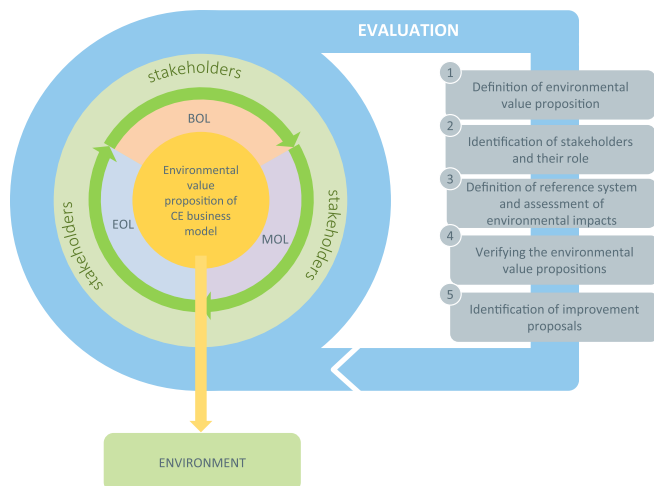 EVALUATION
stakeholders
stakeholders
stakeholders
BOL
EOL
MOL
Environmental
value
proposition of
CE business
model
1
Definition of environmental
value proposition
2
Identification of stakeholders
and their role
3
Definition of reference system
and assessment of
environmental impacts
4
Verifying the environmental
value propositions
5
Identification of improvement
proposals
ENVIRONMENT